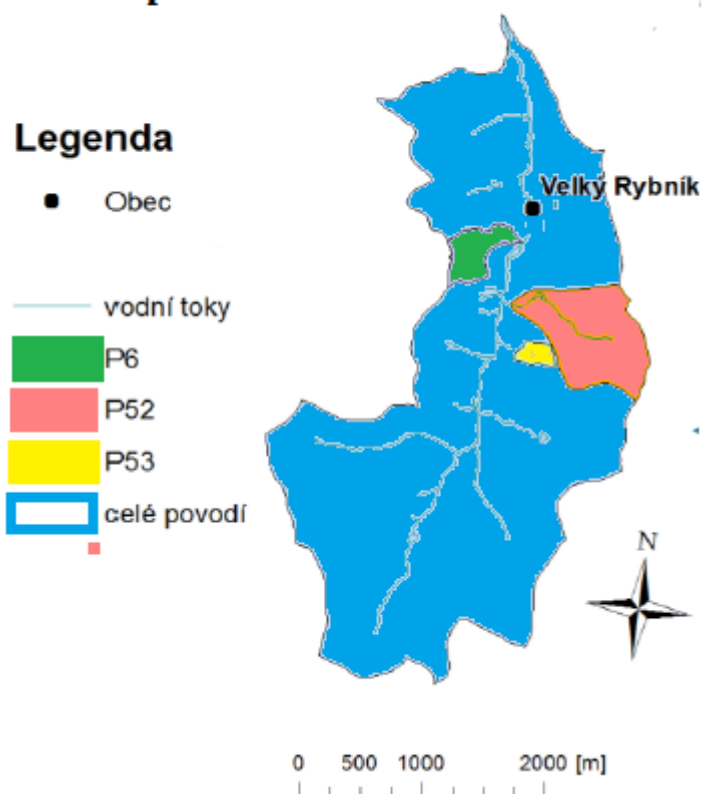 Legenda
Obec
vodní toky
P6
P52
P53
celé povodí
Velký Rybník
N
0 500 1000 2000 [m]